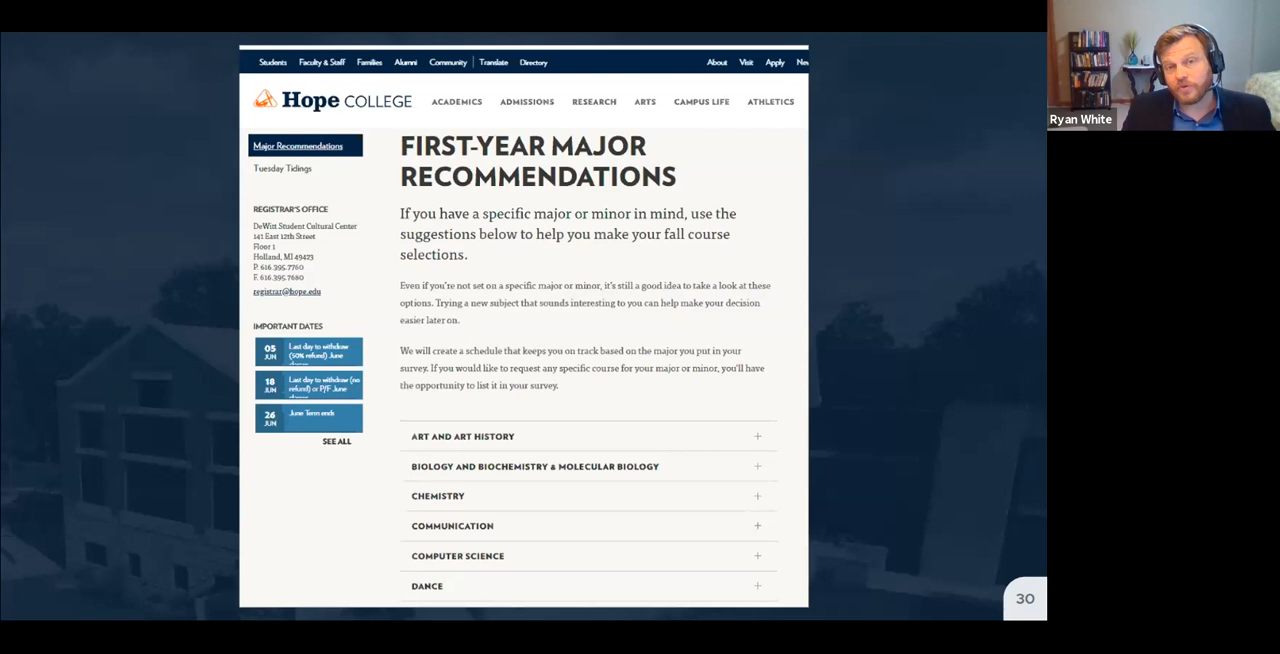 Students Faculty & Staff Families Alumni Community Translate Directory About Visit Apply
Hope COLLEGE ACADEMICS ADMISSIONS RESEARCH ARTS CAMPUS LIFE ATHLETICS
Major Recommendations
Tuesday Tidings
REGISTRAR'S OFFICE
DeWitt Student Cultural Center
141 East 12th Street
Floor 1
Holland, MI 49423
P. 616.395.7760
F. 616.395.7680
registrar@hope.edu
IMPORTANT DATES
05 JUN Last day to withdraw
(50% refund) June
18 JUN Last day to withdraw (no
refund) or P/F June
26 JUN June Term ends
SEE ALL
FIRST-YEAR MAJOR
RECOMMENDATIONS
If you have a specific major or minor in mind, use the
suggestions below to help you make your fall course
selections.
Even if you're not set on a specific major or minor, it's still a good idea to take a look at these
options. Trying a new subject that sounds interesting to you can help make your decision
easier later on.
We will create a schedule that keeps you on track based on the major you put in your
survey. If you would like to request any specific course for your major or minor, you'll have
the opportunity to list it in your survey.
ART AND ART HISTORY +
BIOLOGY AND BIOCHEMISTRY & MOLECULAR BIOLOGY +
CHEMISTRY +
COMMUNICATION +
COMPUTER SCIENCE +
DANCE +
30
Ryan White